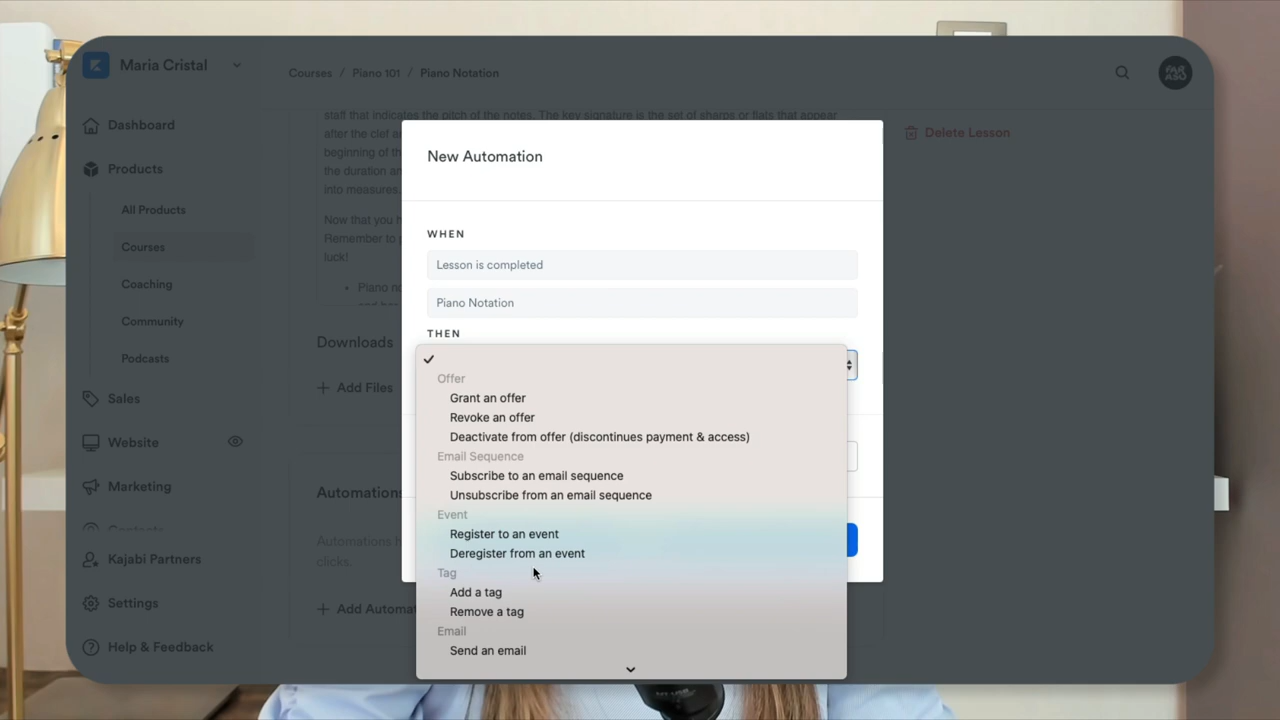 Maria Cristal
Courses / Piano 101 / Piano Notation
Dashboard
Products
All Products
Courses
Coaching
Community
Podcasts
Sales
Website
Marketing
Contacts
Kajabi Partners
Settings
Help & Feedback
staff that indicates the pitch of the notes. The key signature is the set of sharps or flats that appear
after the clef an
beginning of th
the duration an
into measures.
Now that you h
Remember to p
luck!
Piano no
Downloads
+ Add Files
Automations
Automations h
clicks.
+ Add Automat
Delete Lesson
New Automation
WHEN
Lesson is completed
Piano Notation
THEN
Offer
Grant an offer
Revoke an offer
Deactivate from offer (discontinues payment & access)
Email Sequence
Subscribe to an email sequence
Unsubscribe from an email sequence
Event
Register to an event
Deregister from an event
Tag
Add a tag
Remove a tag
Email
Send an email